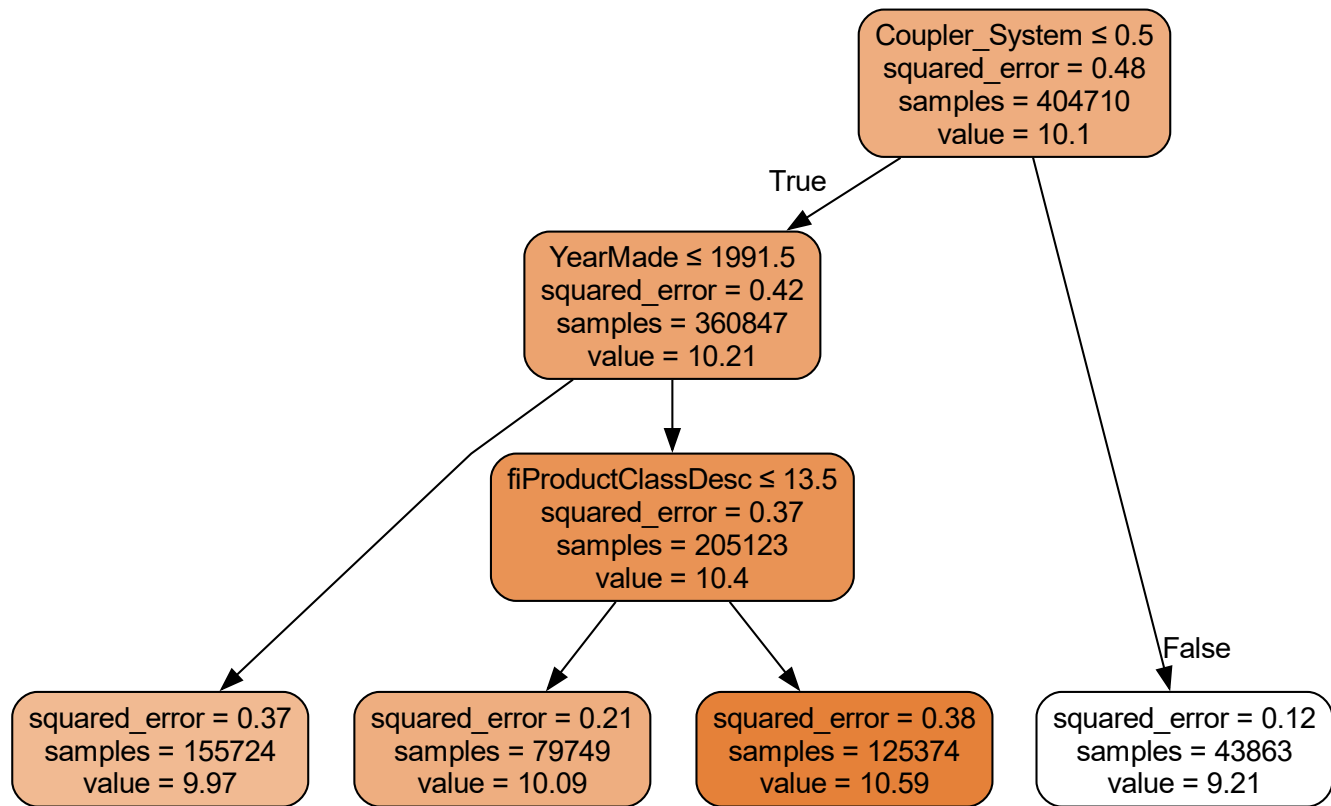 Coupler_System ≤ 0.5
squared_error = 0.48
samples = 404710
value = 10.1
True
YearMade ≤ 1991.5
squared_error = 0.42
samples = 360847
value = 10.21
fiProductClassDesc ≤ 13.5
squared_error = 0.37
samples = 205123
value = 10.4
False
squared_error = 0.37
samples = 155724
value = 9.97
squared_error = 0.21
samples = 79749
value = 10.09
squared_error = 0.38
samples = 125374
value = 10.59
squared_error = 0.12
samples = 43863
value = 9.21